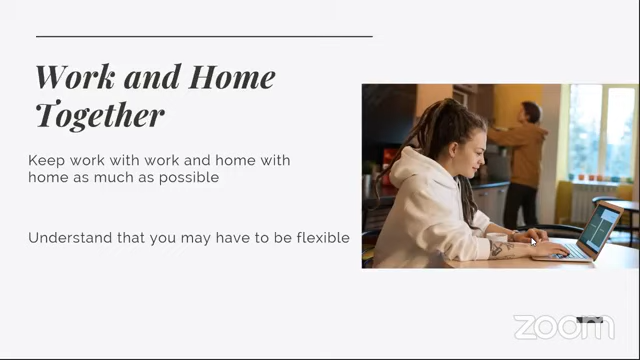 Work and Home
Together
Keep work with work and home with
home as much as possible
Understand that you may have to be flexible
zoom